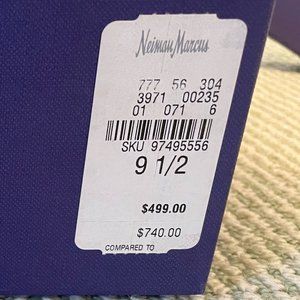 Neiman Marcus
777 56 304
3971 00235
01 071 6
SKU 97495556
9 1/2
$499.00
$740.00
COMPARED TO